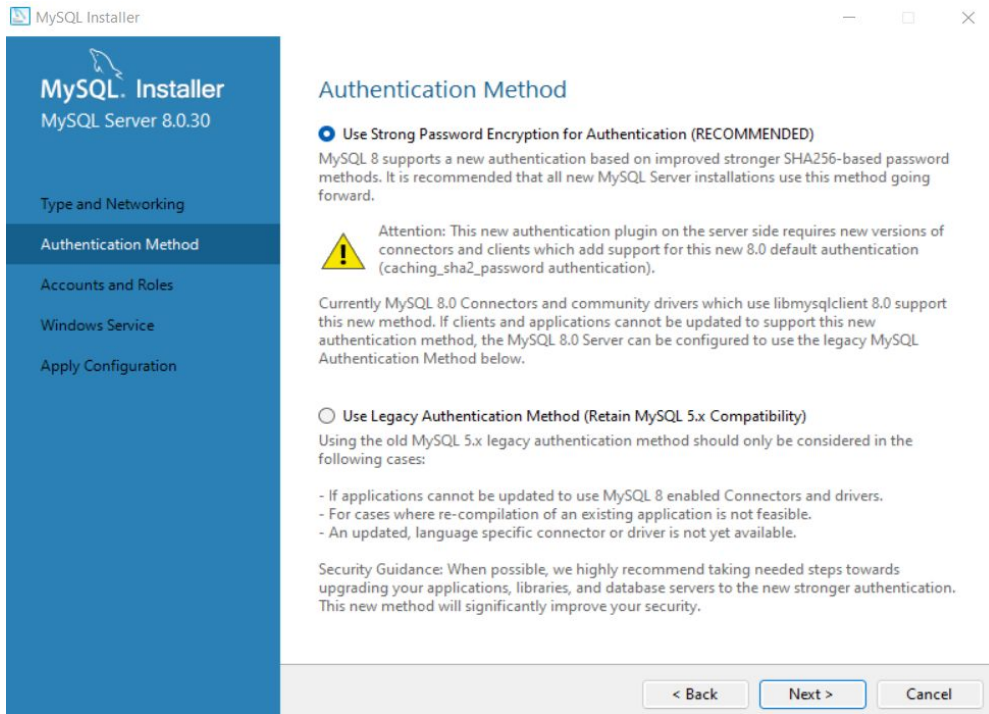 MySQL Installer
MySQL. Installer
MySQL Server 8.0.30
Type and Networking
Authentication Method
Accounts and Roles
Windows Service
Apply Configuration
Authentication Method
Use Strong Password Encryption for Authentication (RECOMMENDED)
MySQL 8 supports a new authentication based on improved stronger SHA256-based password
methods. It is recommended that all new MySQL Server installations use this method going
forward.
Attention: This new authentication plugin on the server side requires new versions of
connectors and clients which add support for this new 8.0 default authentication
(caching_sha2_password authentication).
Currently MySQL 8.0 Connectors and community drivers which use libmysqlclient 8.0 support
this new method. If clients and applications cannot be updated to support this new
authentication method, the MySQL 8.0 Server can be configured to use the legacy MySQL
Authentication Method below.
Use Legacy Authentication Method (Retain MySQL 5.x Compatibility)
Using the old MySQL 5.x legacy authentication method should only be considered in the
following cases:
- If applications cannot be updated to use MySQL 8 enabled Connectors and drivers.
- For cases where re-compilation of an existing application is not feasible.
- An updated, language specific connector or driver is not yet available.
Security Guidance: When possible, we highly recommend taking needed steps towards
upgrading your applications, libraries, and database servers to the new stronger authentication.
This new method will significantly improve your security.
< Back
Next >
Cancel